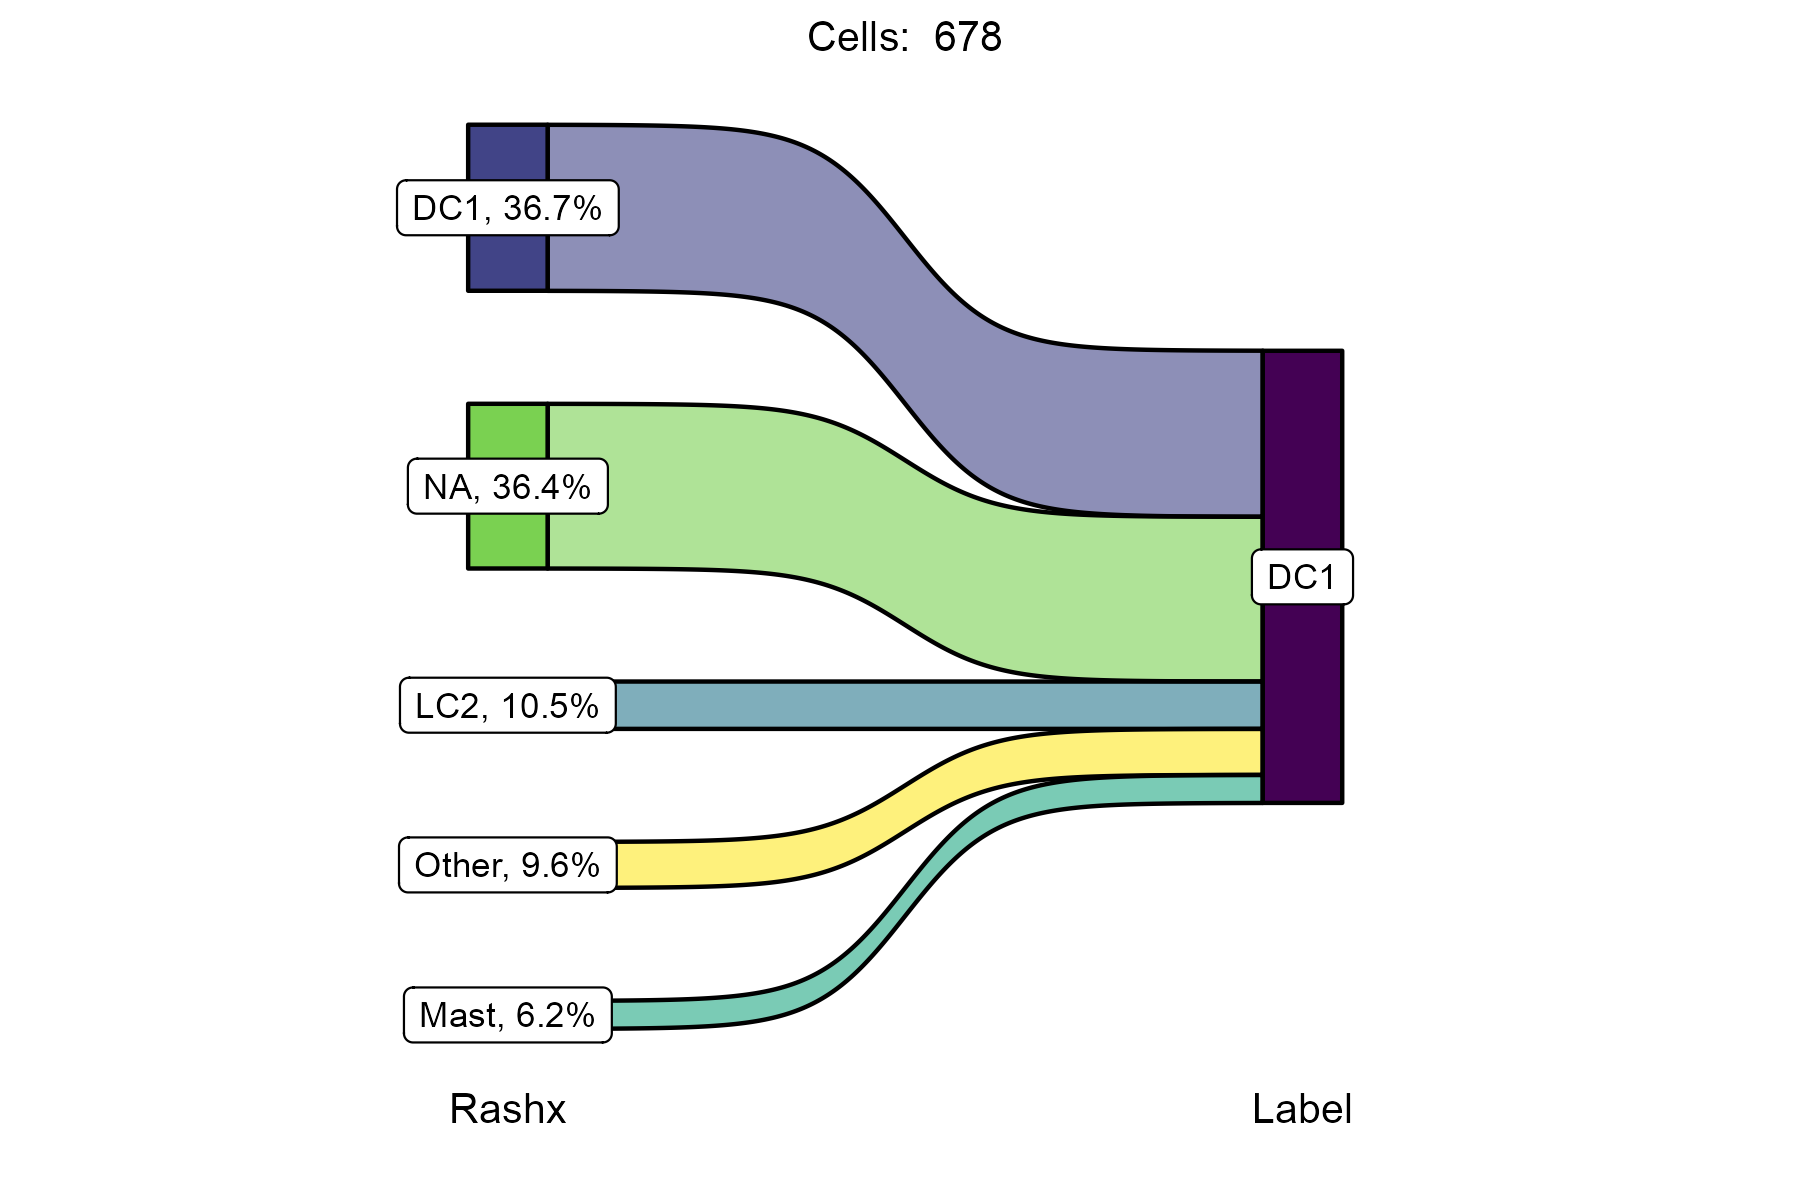 Cells:  678
DC1, 36.7%
NA, 36.4%
DC1
LC2, 10.5%
Other, 9.6%
Mast, 6.2%
Rashx
Label